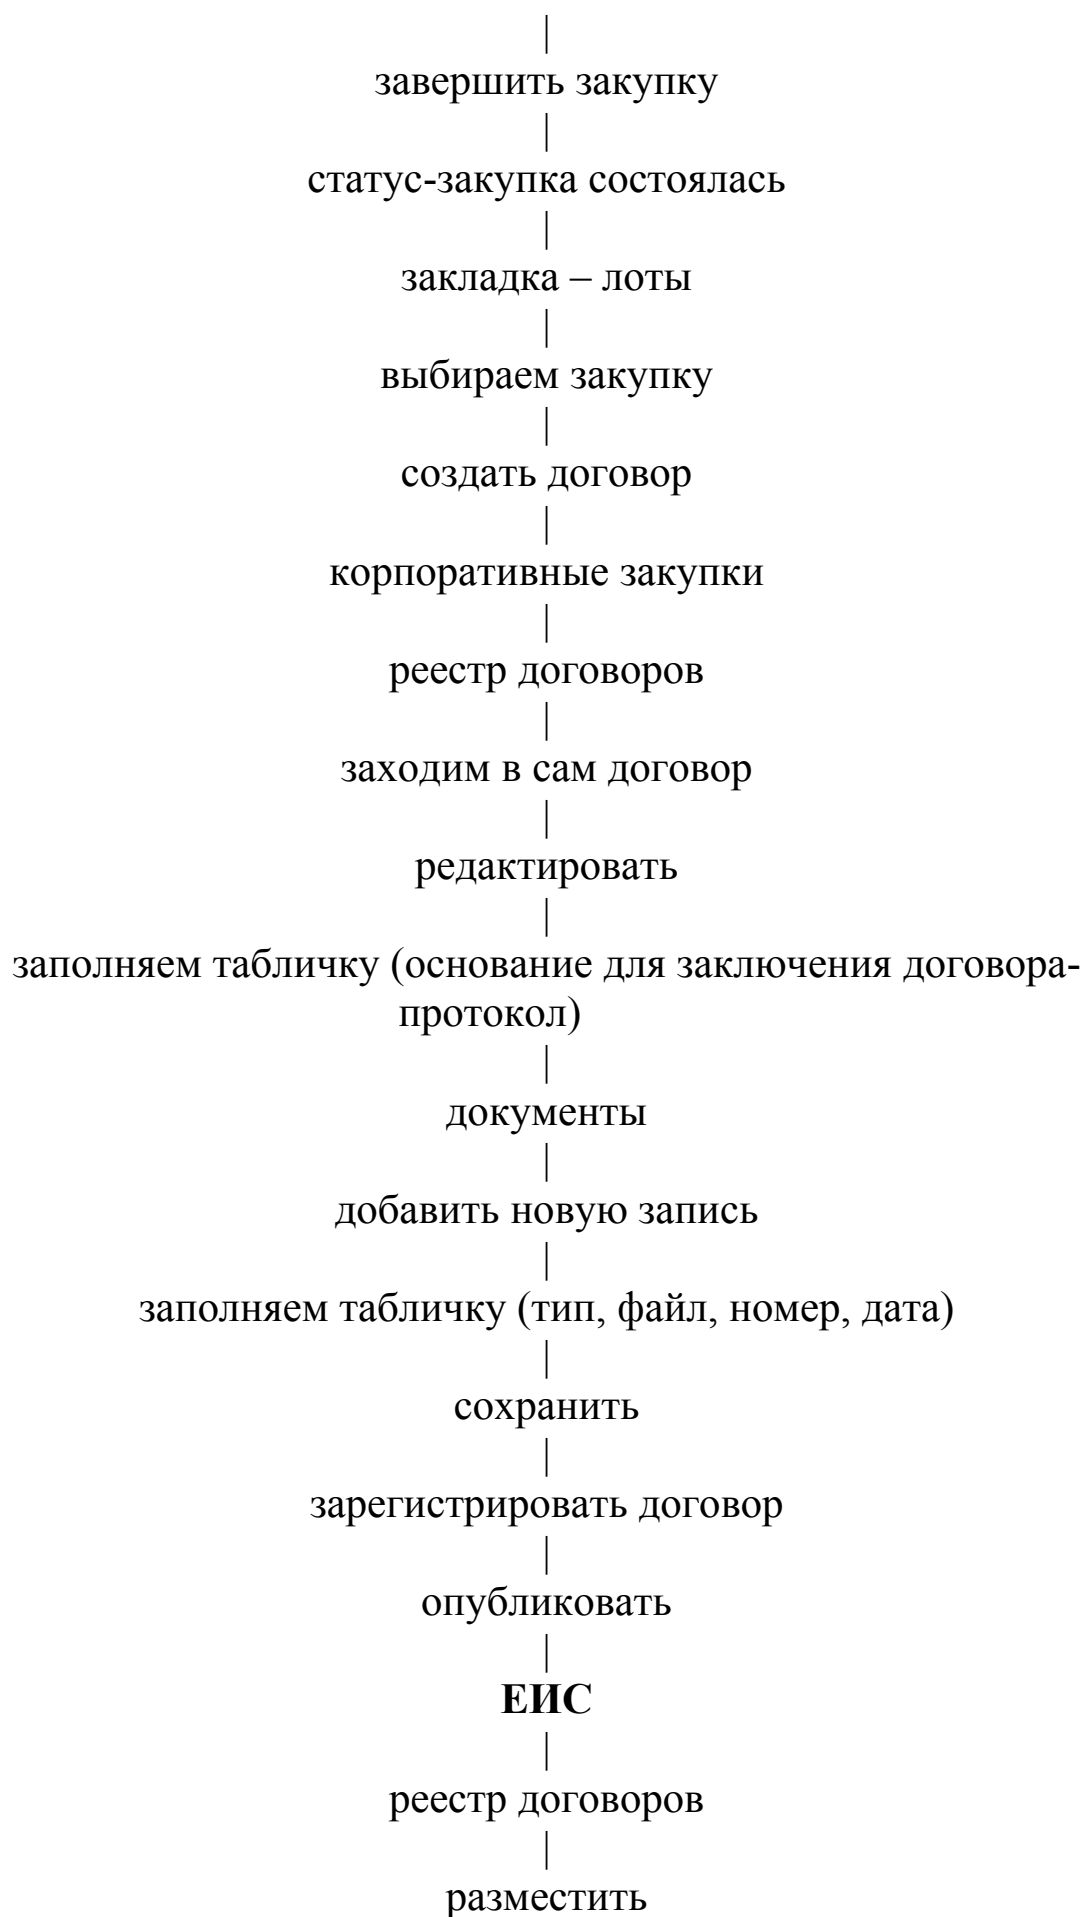 |
завершить закупку
|
статус-закупка состоялась
|
закладка – лоты
|
выбираем закупку
|
создать договор
|
корпоративные закупки
|
реестр договоров
|
заходим в сам договор
|
редактировать
|
заполняем табличку (основание для заключения договора-
протокол)
|
документы
|
добавить новую запись
|
заполняем табличку (тип, файл, номер, дата)
|
сохранить
|
зарегистрировать договор
|
опубликовать
|
ЕИС
|
реестр договоров
|
разместить